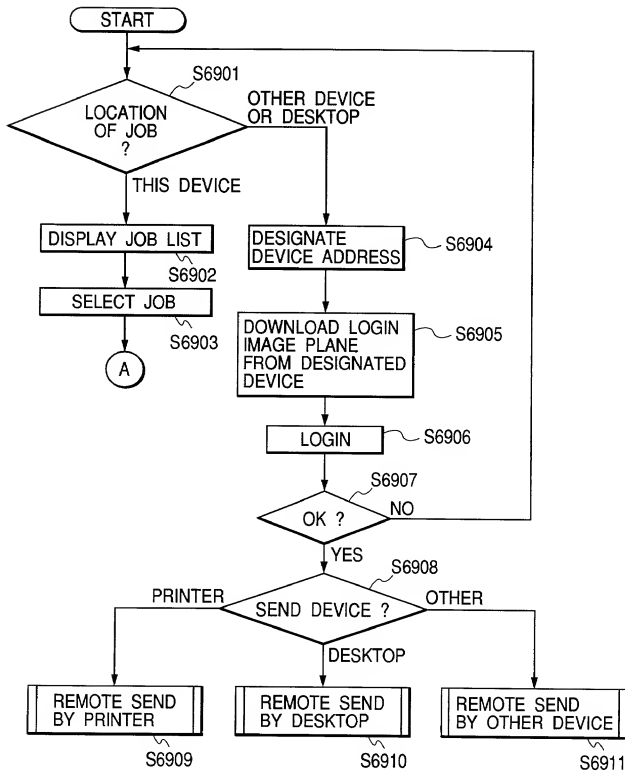 START
S6901
LOCATION
OF JOB
?
OTHER DEVICE
OR DESKTOP
THIS DEVICE
DISPLAY JOB LIST
S6902
SELECT JOB
S6903
A
DESIGNATE
DEVICE ADDRESS
S6904
DOWNLOAD LOGIN
IMAGE PLANE
FROM DESIGNATED
DEVICE
S6905
LOGIN
S6906
S6907
OK ?
NO
YES
S6908
SEND DEVICE ?
PRINTER
OTHER
DESKTOP
REMOTE SEND
BY PRINTER
S6909
REMOTE SEND
BY DESKTOP
S6910
REMOTE SEND
BY OTHER DEVICE
S6911